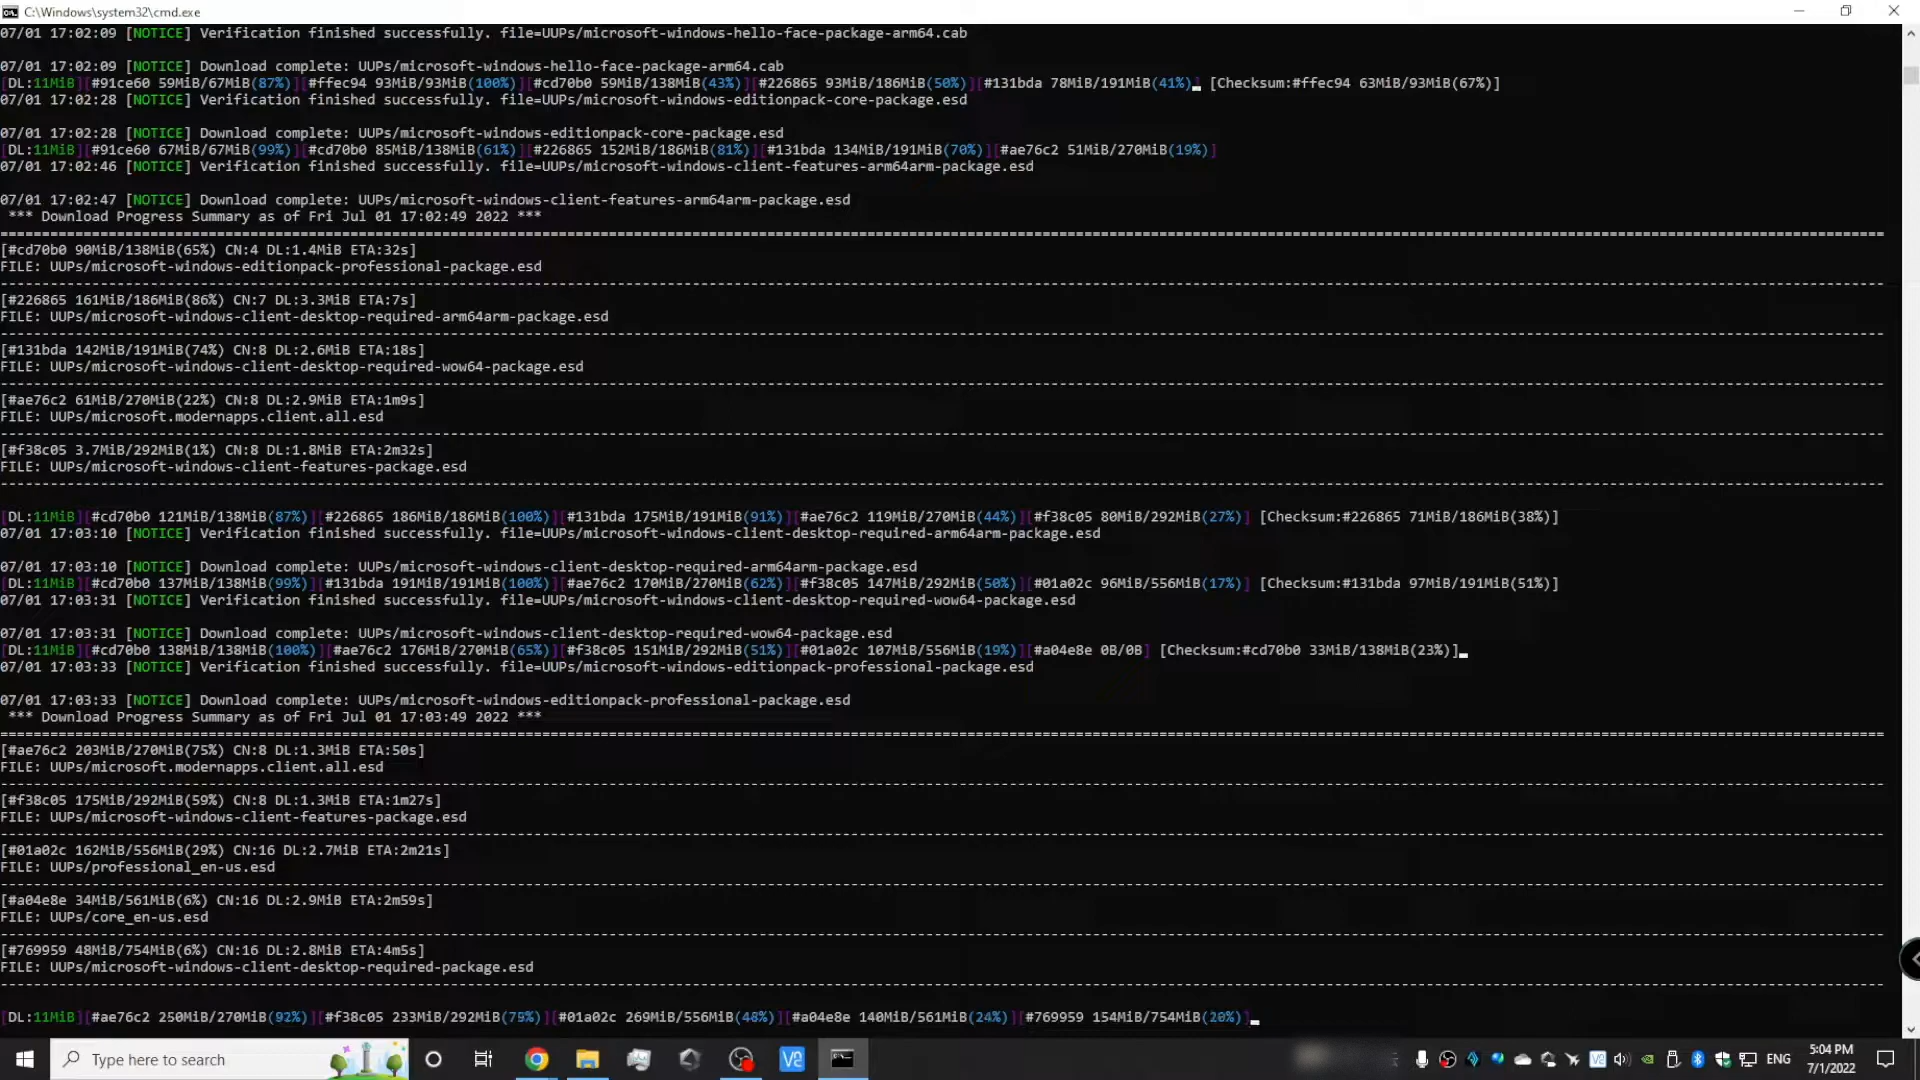 C:\Windows\system32\cmd.exe
07/01 17:02:09 [NOTICE] Verification finished successfully. file=UUPs/microsoft-windows-hello-face-package-arm64.cab
07/01 17:02:09 [NOTICE] Download complete: UUPs/microsoft-windows-hello-face-package-arm64.cab
[DL:11MiB][#91ce60 59MiB/67MiB(87%)][#ffec94 93MiB/93MiB(100%)][#cd70b0 59MiB/138MiB(43%)][#226865 93MiB/186MiB(50%)][#131bda 78MiB/191MiB(41%)] [Checksum:#ffec94 63MiB/93MiB(67%)]
07/01 17:02:28 [NOTICE] Verification finished successfully. file=UUPs/microsoft-windows-editionpack-core-package.esd
07/01 17:02:28 [NOTICE] Download complete: UUPs/microsoft-windows-editionpack-core-package.esd
[DL:11MiB][#91ce60 67MiB/67MiB(99%)][#cd70b0 85MiB/138MiB(61%)][#226865 152MiB/186MiB(81%)][#131bda 134MiB/191MiB(70%)][#ae76c2 51MiB/270MiB(19%)]
07/01 17:02:46 [NOTICE] Verification finished successfully. file=UUPs/microsoft-windows-client-features-arm64arm-package.esd
07/01 17:02:47 [NOTICE] Download complete: UUPs/microsoft-windows-client-features-arm64arm-package.esd
*** Download Progress Summary as of Fri Jul 01 17:02:49 2022 ***
[#cd70b0 90MiB/138MiB(65%) CN:4 DL:1.4MiB ETA:32s]
FILE: UUPs/microsoft-windows-editionpack-professional-package.esd
[#226865 161MiB/186MiB(86%) CN:7 DL:3.3MiB ETA:7s]
FILE: UUPs/microsoft-windows-client-desktop-required-arm64arm-package.esd
[#131bda 142MiB/191MiB(74%) CN:8 DL:2.6MiB ETA:18s]
FILE: UUPs/microsoft-windows-client-desktop-required-wow64-package.esd
[#ae76c2 61MiB/270MiB(22%) CN:8 DL:2.9MiB ETA:1m9s]
FILE: UUPs/microsoft.modernapps.client.all.esd
[#f38c05 3.7MiB/292MiB(1%) CN:8 DL:1.8MiB ETA:2m32s]
FILE: UUPs/microsoft-windows-client-features-package.esd
[DL:11MiB][#cd70b0 121MiB/138MiB(87%)][#226865 186MiB/186MiB(100%)][#131bda 175MiB/191MiB(91%)][#ae76c2 119MiB/270MiB(44%)][#f38c05 80MiB/292MiB(27%)] [Checksum:#226865 71MiB/186MiB(38%)]
07/01 17:03:10 [NOTICE] Verification finished successfully. file=UUPs/microsoft-windows-client-desktop-required-arm64arm-package.esd
07/01 17:03:10 [NOTICE] Download complete: UUPs/microsoft-windows-client-desktop-required-arm64arm-package.esd
[DL:11MiB][#cd70b0 137MiB/138MiB(99%)][#131bda 191MiB/191MiB(100%)][#ae76c2 170MiB/270MiB(62%)][#f38c05 147MiB/292MiB(50%)][#01a02c 96MiB/556MiB(17%)] [Checksum:#131bda 97MiB/191MiB(51%)]
07/01 17:03:31 [NOTICE] Verification finished successfully. file=UUPs/microsoft-windows-client-desktop-required-wow64-package.esd
07/01 17:03:31 [NOTICE] Download complete: UUPs/microsoft-windows-client-desktop-required-wow64-package.esd
[DL:11MiB][#cd70b0 138MiB/138MiB(100%)][#ae76c2 176MiB/270MiB(65%)][#f38c05 151MiB/292MiB(51%)][#01a02c 107MiB/556MiB(19%)][#a04e8e 0B/0B] [Checksum:#cd70b0 33MiB/138MiB(23%)]
07/01 17:03:33 [NOTICE] Verification finished successfully. file=UUPs/microsoft-windows-editionpack-professional-package.esd
07/01 17:03:33 [NOTICE] Download complete: UUPs/microsoft-windows-editionpack-professional-package.esd
*** Download Progress Summary as of Fri Jul 01 17:03:49 2022 ***
[#ae76c2 203MiB/270MiB(75%) CN:8 DL:1.3MiB ETA:50s]
FILE: UUPs/microsoft.modernapps.client.all.esd
[#f38c05 175MiB/292MiB(59%) CN:8 DL:1.3MiB ETA:1m27s]
FILE: UUPs/microsoft-windows-client-features-package.esd
[#01a02c 162MiB/556MiB(29%) CN:16 DL:2.7MiB ETA:2m21s]
FILE: UUPs/professional_en-us.esd
[#a04e8e 34MiB/561MiB(6%) CN:16 DL:2.9MiB ETA:2m59s]
FILE: UUPs/core_en-us.esd
[#769959 48MiB/754MiB(6%) CN:16 DL:2.8MiB ETA:4m5s]
FILE: UUPs/microsoft-windows-client-desktop-required-package.esd
[DL:11MiB][#ae76c2 250MiB/270MiB(92%)][#f38c05 233MiB/292MiB(79%)][#01a02c 269MiB/556MiB(48%)][#a04e8e 140MiB/561MiB(24%)][#769959 154MiB/754MiB(20%)]
Type here to search
ENG
5:04 PM
7/1/2022